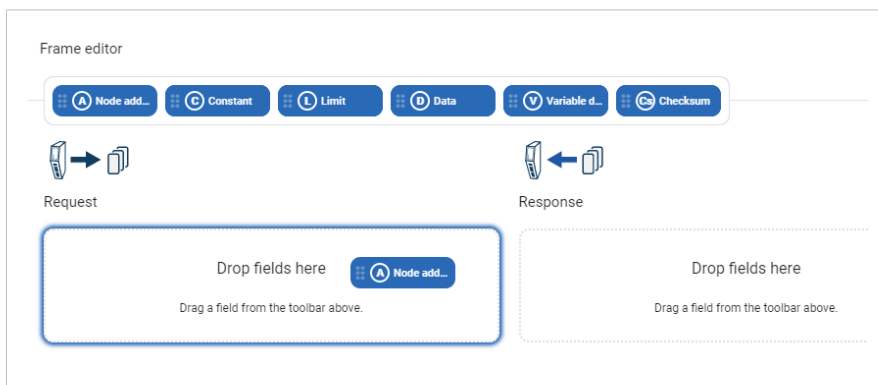 Frame editor
A Node add... C Constant L Limit D Data V Variable d... Cs Checksum
Request
Response
Drop fields here
A Node add...
Drag a field from the toolbar above.
Drop fields here
Drag a field from the toolbar above.